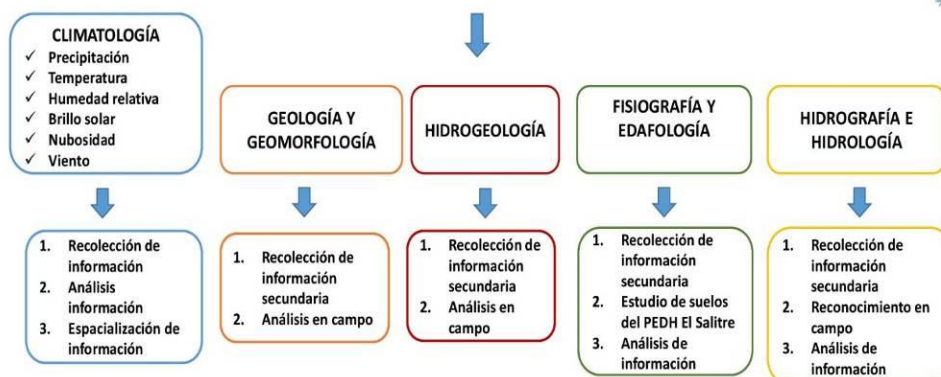 CLIMATOLOGÍA
✓ Precipitación
✓ Temperatura
✓ Humedad relativa
✓ Brillo solar
✓ Nubosidad
✓ Viento
GEOLOGÍA Y
GEOMORFOLOGÍA
HIDROGEOLOGÍA
FISIOGRAFÍA Y
EDAFOLOGÍA
HIDROGRAFÍA E
HIDROLOGÍA
1. Recolección de
información
2. Análisis
información
3. Espacialización de
información
1. Recolección de
información
secundaria
2. Análisis en campo
1. Recolección de
información
secundaria
2. Análisis en
campo
1. Recolección de
información
secundaria
2. Estudio de suelos
del PEDH El Salitre
3. Análisis de
información
1. Recolección de
información
secundaria
2. Reconocimiento en
campo
3. Análisis de
información